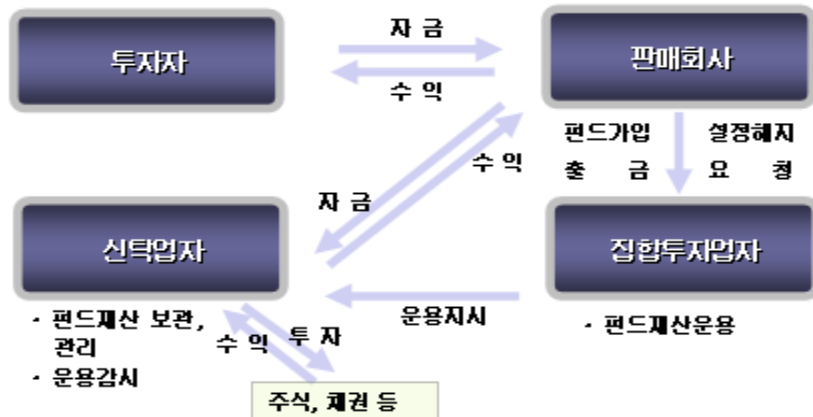 자 금
투자자
판매회사
수 익
펀드가입 설정해지
출 금 요 청
수 익
자 금
신탁업자
집합투자업자
운용지시
· 펀드재산 보관,
관리
· 운용감시
· 펀드재산운용
수 익
투 자
주식, 채권 등